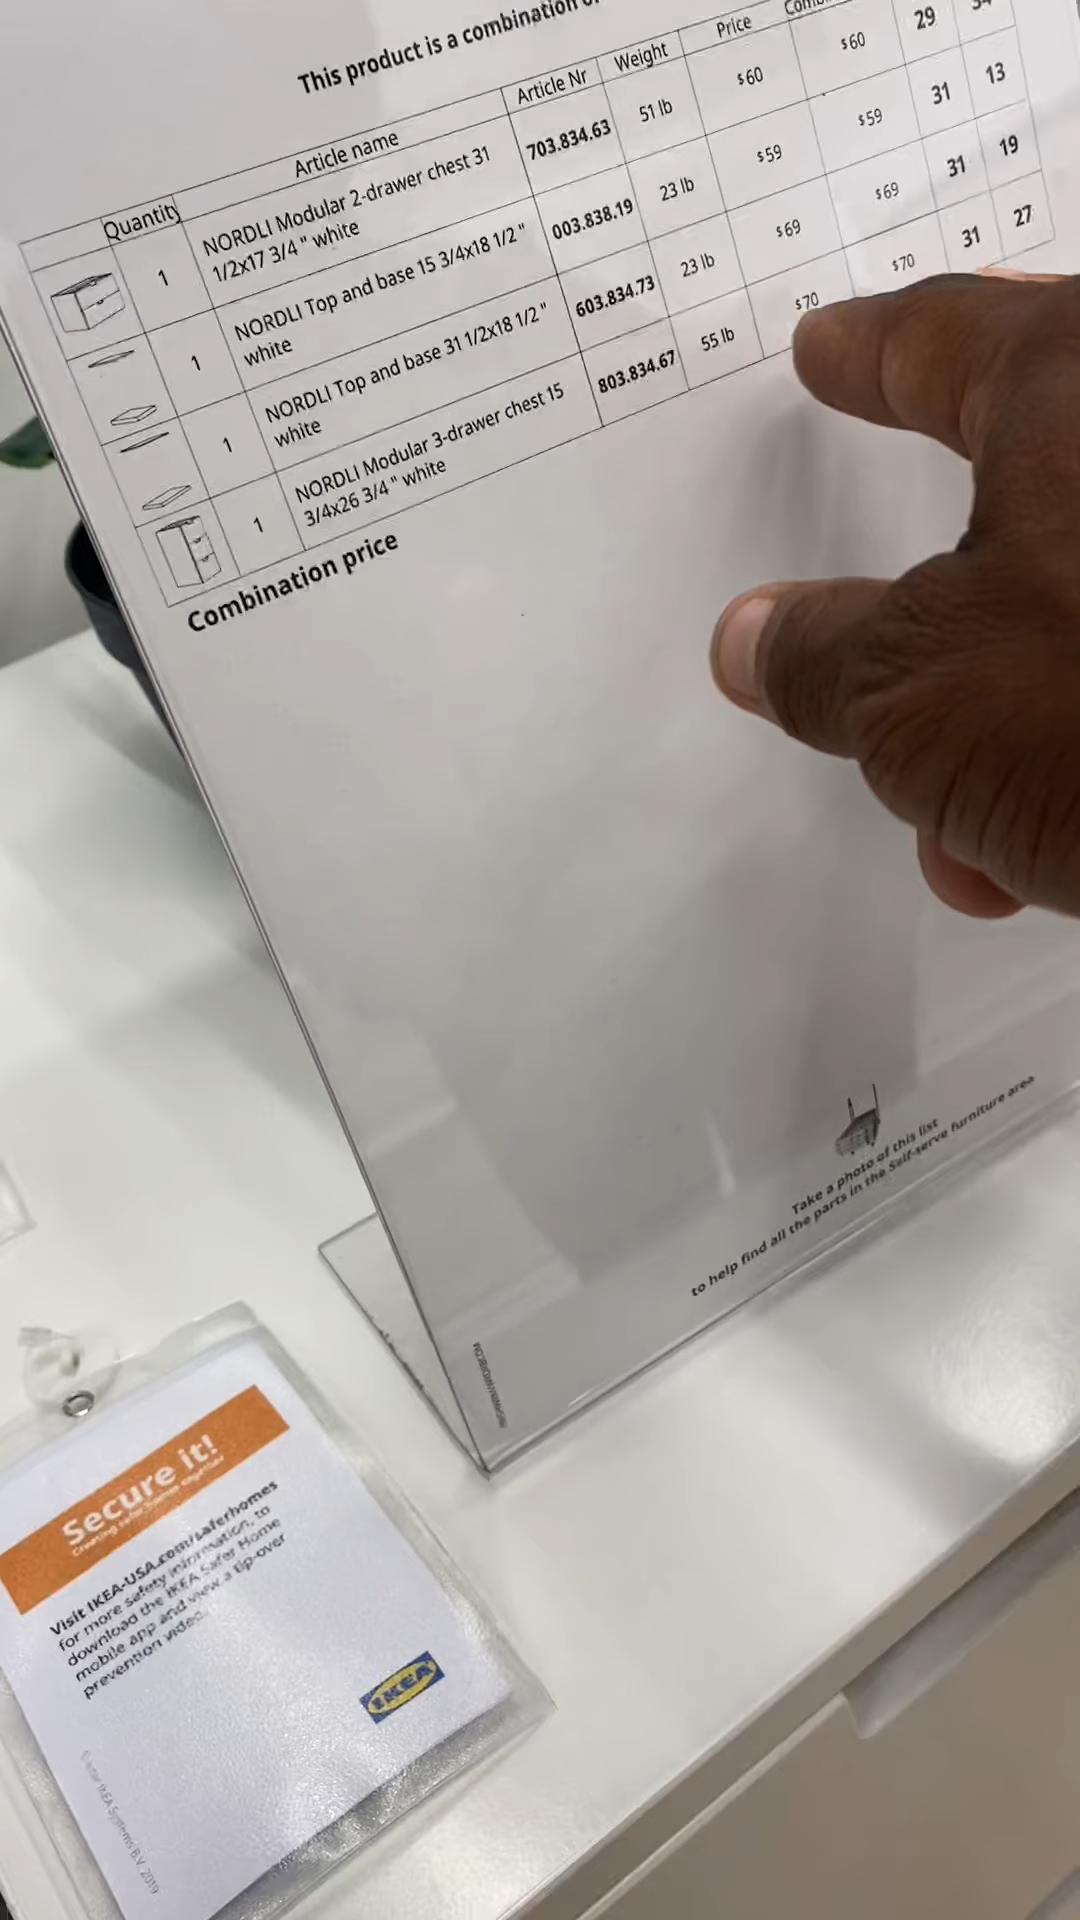 This product is a combination
Quantity Article name Article Nr Weight Price
1 NORDLI Modular 2-drawer chest 31 703.834.63 51 lb $60 $60 29
1/2x17 3/4 " white
1 NORDLI Top and base 15 3/4x18 1/2 " 003.838.19 23 lb $59 $59 31 13
white
1 NORDLI Top and base 31 1/2x18 1/2 " 603.834.73 23 lb $69 $69 31 19
white
1 NORDLI Modular 3-drawer chest 15 803.834.67 55 lb $70 $70 31 27
3/4x26 3/4 " white
Combination price
Take a photo of this list
to help find all the parts in the Self-serve furniture area
Secure it!
Creating safer homes together
Visit IKEA-USA.com/saferhomes
for more safety information, to
download the IKEA Safer Home
mobile app and view a tip-over
prevention video.
IKEA
IKEA Systems B.V. 2019